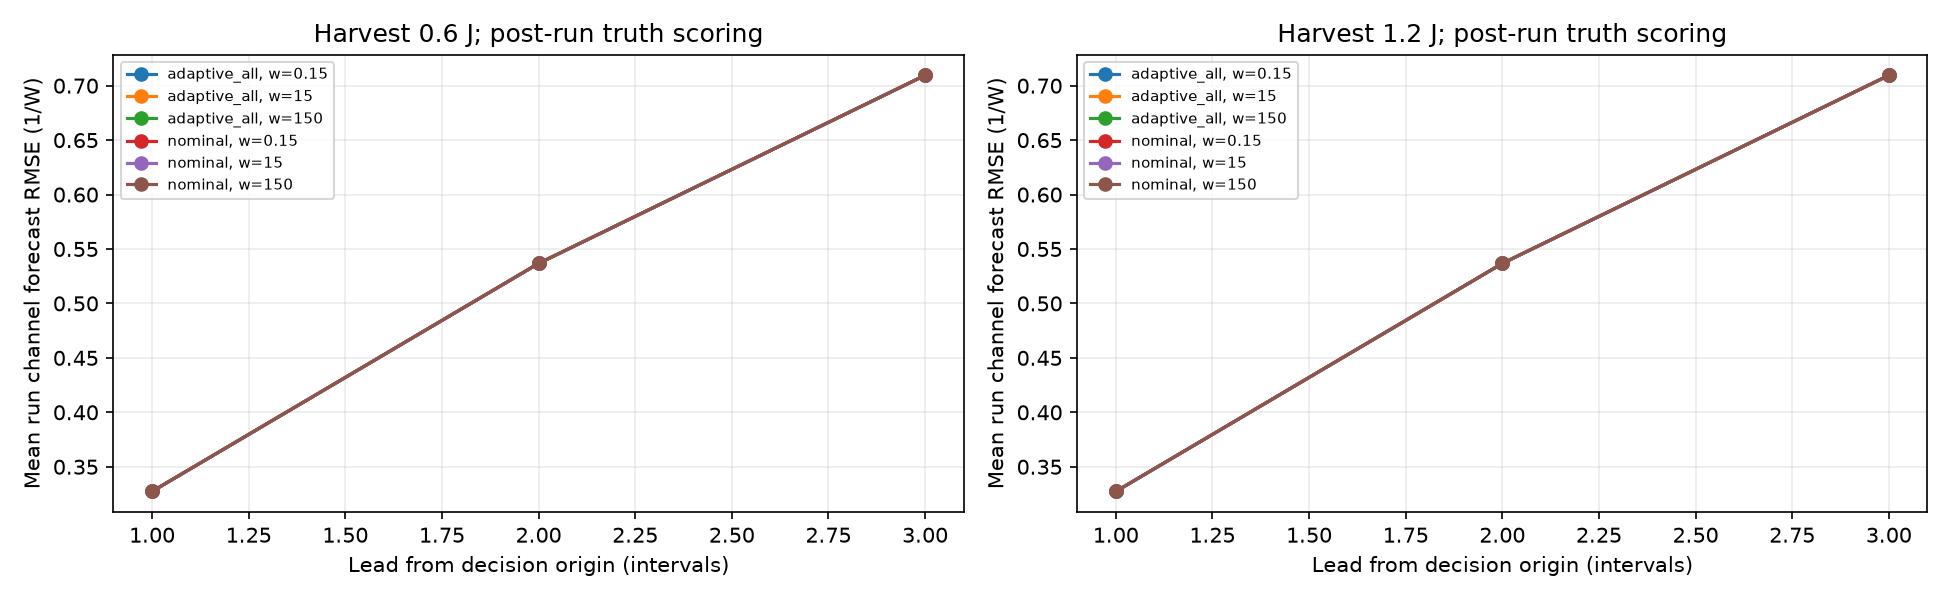 Harvest 0.6 J; post-run truth scoring
Mean run channel forecast RMSE (1/W)
0.70
0.65
0.60
0.55
0.50
0.45
0.40
0.35
adaptive_all, w=0.15
adaptive_all, w=15
adaptive_all, w=150
nominal, w=0.15
nominal, w=15
nominal, w=150
1.00 1.25 1.50 1.75 2.00 2.25 2.50 2.75 3.00
Lead from decision origin (intervals)
Harvest 1.2 J; post-run truth scoring
Mean run channel forecast RMSE (1/W)
0.70
0.65
0.60
0.55
0.50
0.45
0.40
0.35
adaptive_all, w=0.15
adaptive_all, w=15
adaptive_all, w=150
nominal, w=0.15
nominal, w=15
nominal, w=150
1.00 1.25 1.50 1.75 2.00 2.25 2.50 2.75 3.00
Lead from decision origin (intervals)